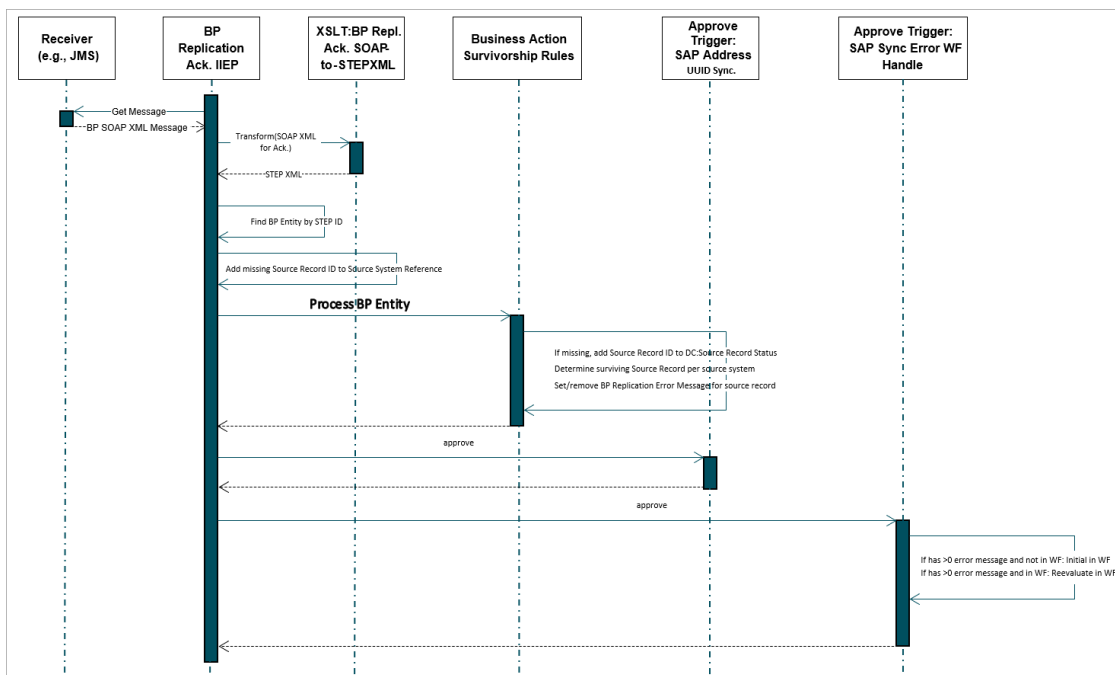 Receiver
(e.g., JMS)
BP
Replication
Ack. IIEP
XSLT:BP Repl.
Ack. SOAP-
to-STEPXML
Business Action
Survivorship Rules
Approve
Trigger:
SAP Address
UUID Sync.
Approve Trigger:
SAP Sync Error WF
Handle
Get Message
BP SOAP XML Message
Transform(SOAP XML
for Ack.)
STEP XML
Find BP Entity by STEP ID
Add missing Source Record ID to Source System Reference
Process BP Entity
If missing, add Source Record ID to DC:Source Record Status
Determine surviving Source Record per source system
Set/remove BP Replication Error Message for source record
approve
approve
If has >0 error message and not in WF: Initial in WF
If has >0 error message and in WF: Reevaluate in WF